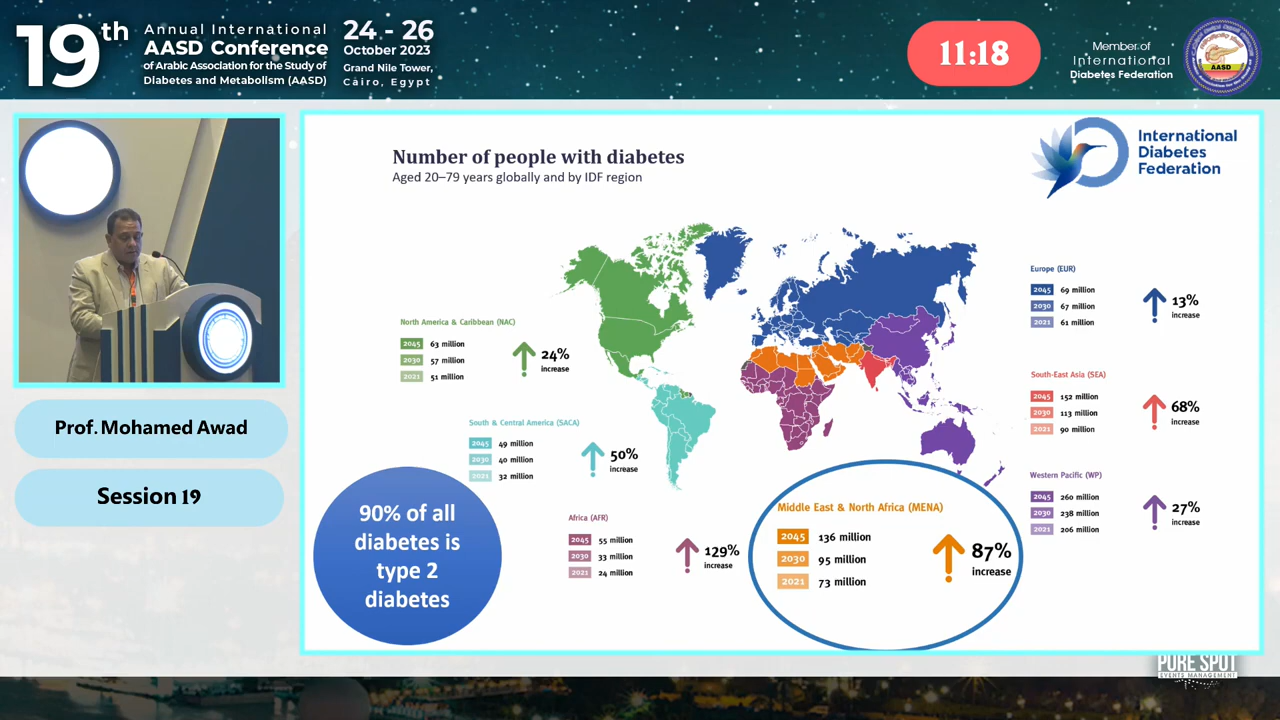 19th
Annual International
AASD Conference
of Arabic Association for the Study of
Diabetes and Metabolism (AASD)
24 - 26
October 2023
Grand Nile Tower,
Cairo, Egypt
11:18
Member of
International
Diabetes Federation
AASD
Prof. Mohamed Awad
Session 19
Number of people with diabetes
Aged 20–79 years globally and by IDF region
International
Diabetes
Federation
North America & Caribbean (NAC)
2045 63 million
2030 57 million
2021 51 million
24%
increase
South & Central America (SACA)
2045 49 million
2030 40 million
2021 32 million
50%
increase
Africa (AFR)
2045 55 million
2030 33 million
2021 24 million
129%
increase
Europe (EUR)
2045 69 million
2030 67 million
2021 61 million
13%
increase
South-East Asia (SEA)
2045 152 million
2030 113 million
2021 90 million
68%
increase
Western Pacific (WP)
2045 260 million
2030 238 million
2021 206 million
27%
increase
Middle East & North Africa (MENA)
2045 136 million
2030 95 million
2021 73 million
87%
increase
90% of all
diabetes is
type 2
diabetes
PURE SPOT
EVENTS MANAGEMENT